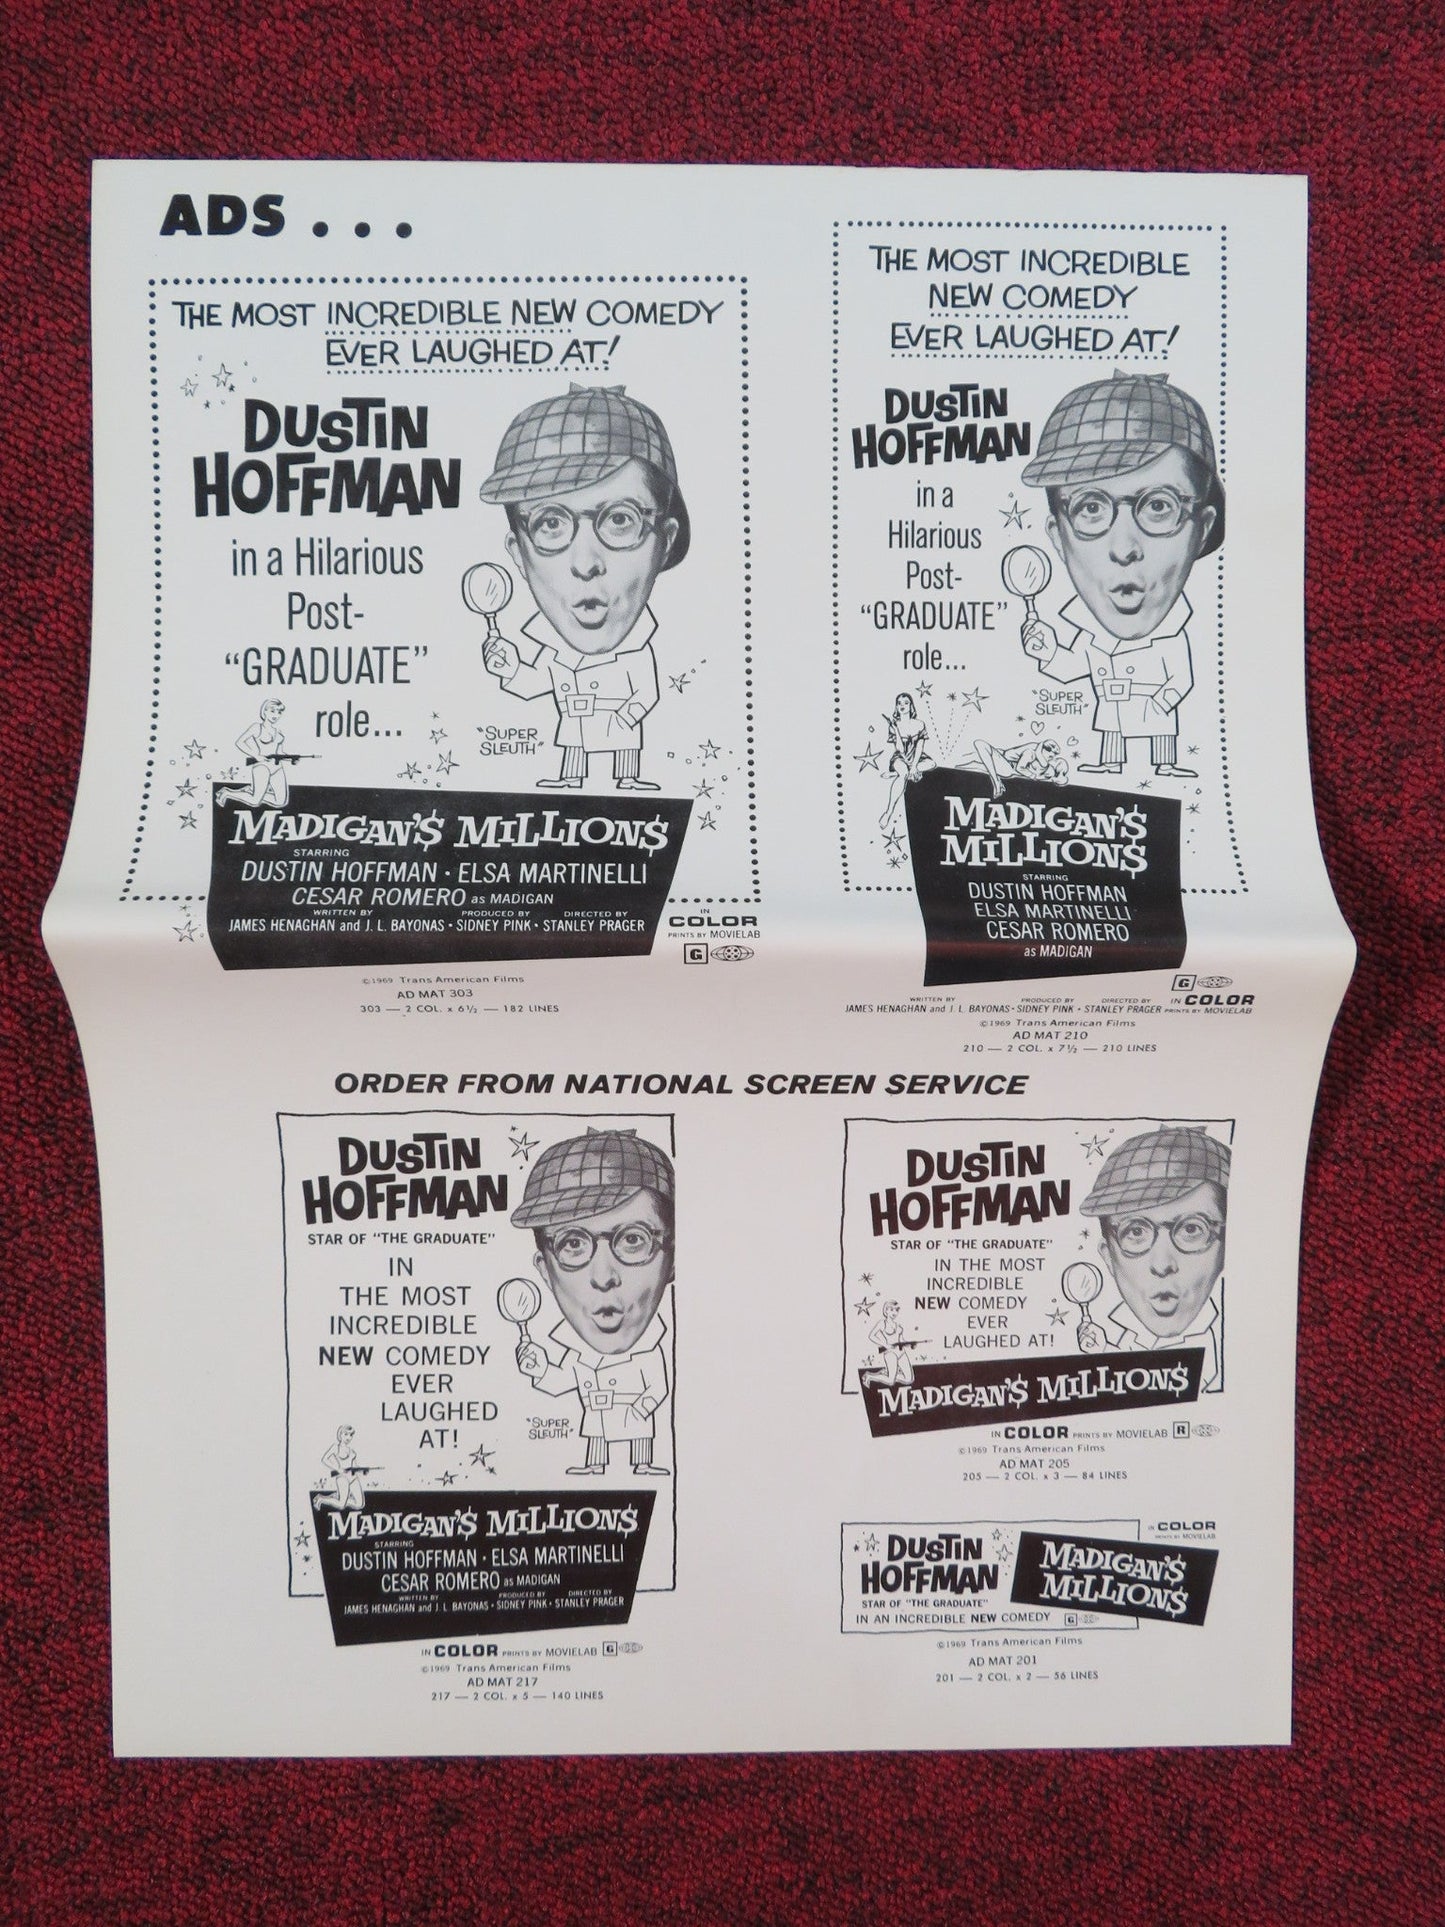 ADS . . .
THE MOST INCREDIBLE NEW COMEDY
EVER LAUGHED AT!
DUSTIN
HOFFMAN
in a Hilarious
Post-
"GRADUATE"
role...
"SUPER
SLEUTH"
MADIGAN'$ MILLION$
STARRING
DUSTIN HOFFMAN · ELSA MARTINELLI
CESAR ROMERO as MADIGAN
WRITTEN BY PRODUCED BY DIRECTED BY
JAMES HENAGHAN and J. L. BAYONAS · SIDNEY PINK · STANLEY PRAGER
IN
COLOR
PRINTS BY MOVIELAB
G
©1969 Trans American Films
AD MAT 303
303 — 2 COL. x 6½ — 182 LINES
THE MOST INCREDIBLE
NEW COMEDY
EVER LAUGHED AT!
DUSTIN
HOFFMAN
in a
Hilarious
Post-
"GRADUATE"
role...
"SUPER
SLEUTH"
MADIGAN'$
MILLION$
STARRING
DUSTIN HOFFMAN
ELSA MARTINELLI
CESAR ROMERO
as MADIGAN
G
WRITTEN BY PRODUCED BY DIRECTED BY IN COLOR
JAMES HENAGHAN and J. L. BAYONAS · SIDNEY PINK · STANLEY PRAGER PRINTS BY MOVIELAB
©1969 Trans American Films
AD MAT 210
210 — 2 COL. x 7½ — 210 LINES
ORDER FROM NATIONAL SCREEN SERVICE
DUSTIN
HOFFMAN
STAR OF "THE GRADUATE"
IN
THE MOST
INCREDIBLE
NEW COMEDY
EVER
LAUGHED
AT!
"SUPER
SLEUTH"
MADIGAN'$ MILLION$
STARRING
DUSTIN HOFFMAN · ELSA MARTINELLI
CESAR ROMERO as MADIGAN
WRITTEN BY PRODUCED BY DIRECTED BY
JAMES HENAGHAN and J. L. BAYONAS · SIDNEY PINK · STANLEY PRAGER
IN COLOR PRINTS BY MOVIELAB G
©1969 Trans American Films
AD MAT 217
217 — 2 COL. x 5 — 140 LINES
DUSTIN
HOFFMAN
STAR OF "THE GRADUATE"
IN THE MOST
INCREDIBLE
NEW COMEDY
EVER
LAUGHED AT!
MADIGAN'$ MILLION$
IN COLOR PRINTS BY MOVIELAB R
©1969 Trans American Films
AD MAT 205
205 — 2 COL. x 3 — 84 LINES
DUSTIN
HOFFMAN
STAR OF "THE GRADUATE"
IN AN INCREDIBLE NEW COMEDY G
MADIGAN'$
MILLION$
IN COLOR
PRINTS BY MOVIELAB
©1969 Trans American Films
AD MAT 201
201 — 2 COL. x 2 — 56 LINES